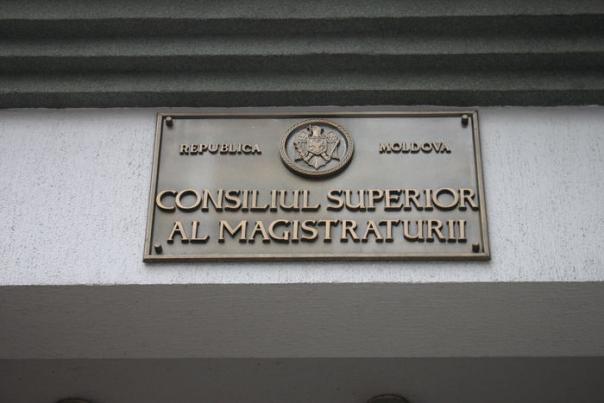 REPUBLICA MOLDOVA
CONSILIUL SUPERIOR
AL MAGISTRATURII